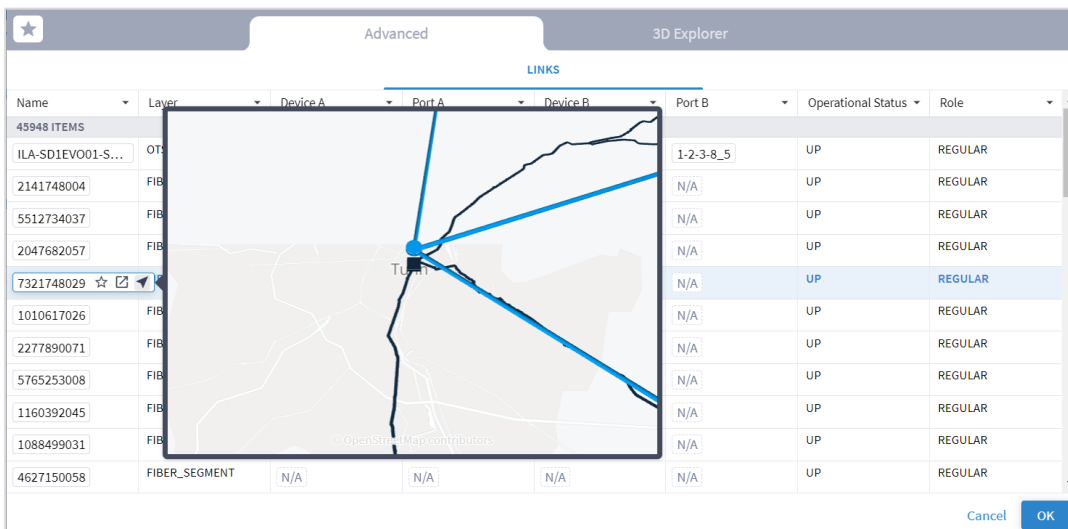 Advanced 3D Explorer
LINKS
Name Layer Device A Port A Device B Port B Operational Status Role
45948 ITEMS
ILA-SD1EVO01-S... OTS 1-2-3-8_5 UP REGULAR
2141748004 FIB N/A UP REGULAR
5512734037 FIB N/A UP REGULAR
2047682057 FIB N/A UP REGULAR
7321748029 N/A UP REGULAR
1010617026 FIB N/A UP REGULAR
2277890071 FIB N/A UP REGULAR
5765253008 FIB N/A UP REGULAR
1160392045 FIB N/A UP REGULAR
1088499031 FIB N/A UP REGULAR
4627150058 FIBER_SEGMENT N/A N/A N/A N/A UP REGULAR
Turin
© OpenStreetMap contributors
Cancel OK